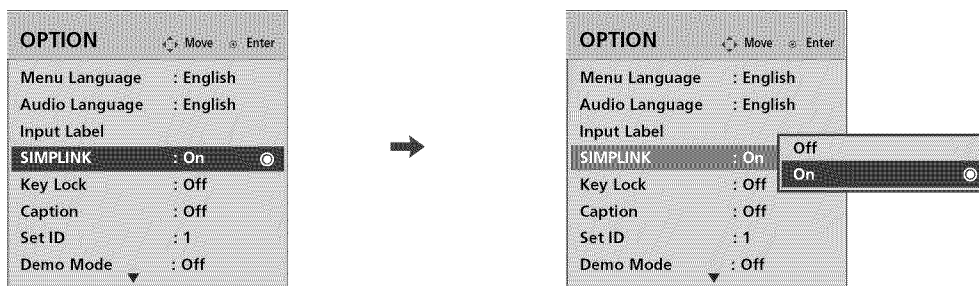 OPTION Move Enter
Menu Language : English
Audio Language : English
Input Label
SIMPLINK : On
Key Lock : Off
Caption : Off
Set ID : 1
Demo Mode : Off
OPTION Move Enter
Menu Language : English
Audio Language : English
Input Label
SIMPLINK : On
Key Lock : Off
Caption : Off
Set ID : 1
Demo Mode : Off
Off
On